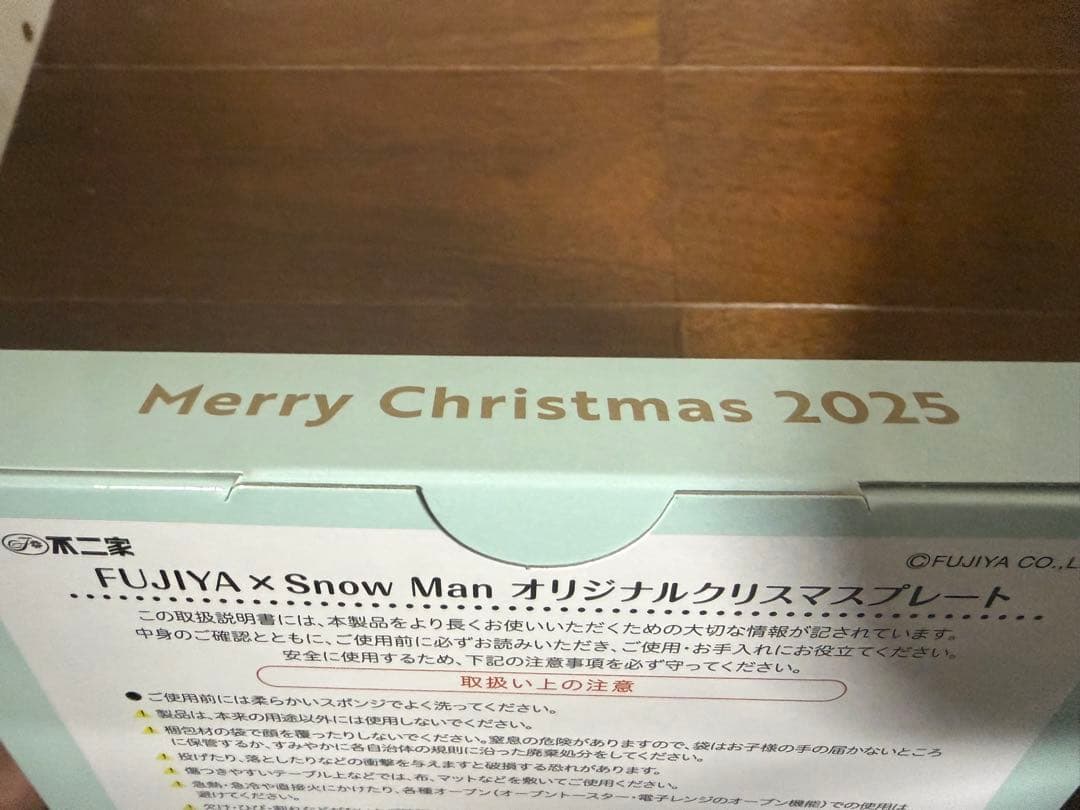 Merry Christmas 2025
不二家
©FUJIYA CO.,L
FUJIYA × Snow Man オリジナルクリスマスプレート
この取扱説明書には、本製品をより長くお使いいただくための大切な情報が記されています。
中身のご確認とともに、ご使用前に必ずお読みいただき、ご使用・お手入れにお役立てください。
安全に使用するため、下記の注意事項を必ず守ってください。
取扱い上の注意
●ご使用前には柔らかいスポンジでよく洗ってください。
製品は、本来の用途以外には使用しないでください。
梱包材の袋で顔を覆ったりしないでください。窒息の危険がありますので、袋はお子様の手の届かないところ
に保管するか、すみやかに各自治体の規則に沿った廃棄処分をしてください。
投げたり、落としたりなどの衝撃を与えますと破損する恐れがあります。
傷つきやすいテーブル上などでは、布、マットなどを敷いてご使用ください。
急熱・急冷や直接火にかけたり、各種オーブン(オーブントースター・電子レンジのオーブン機能)での使用は
避けてください。